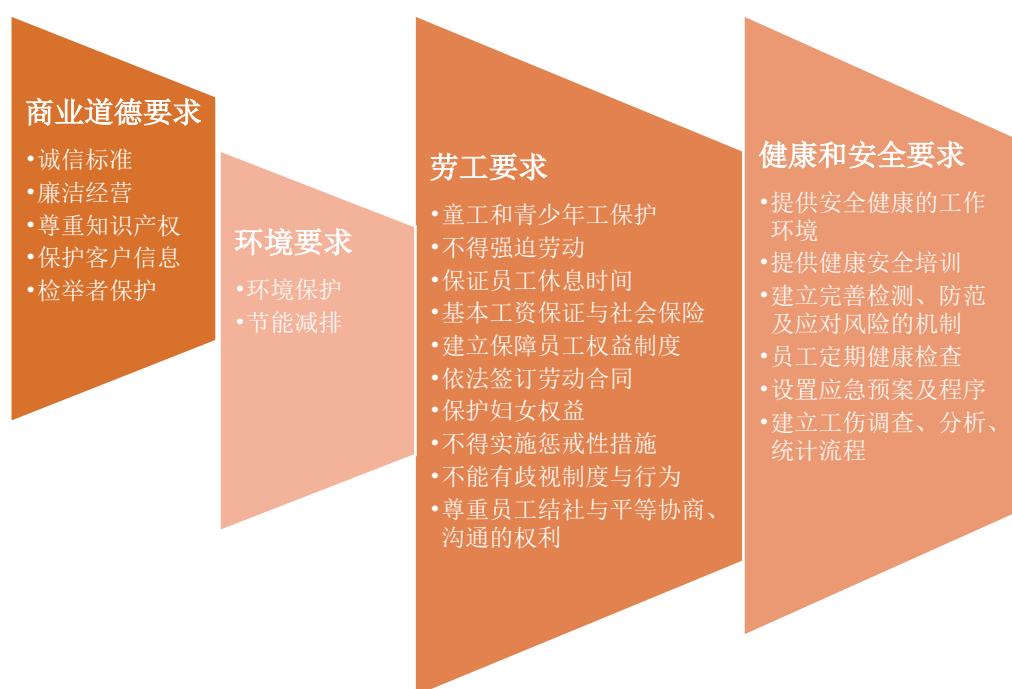 商业道德要求
•诚信标准
•廉洁经营
•尊重知识产权
•保护客户信息
•检举者保护
环境要求
•环境保护
•节能减排
劳工要求
•童工和青少年工保护
•不得强迫劳动
•保证员工休息时间
•基本工资保证与社会保险
•建立保障员工权益制度
•依法签订劳动合同
•保护妇女权益
•不得实施惩戒性措施
•不能有歧视制度与行为
•尊重员工结社与平等协商、
沟通的权利
健康和安全要求
•提供安全健康的工作
环境
•提供健康安全培训
•建立完善检测、防范
及应对风险的机制
•员工定期健康检查
•设置应急预案及程序
•建立工伤调查、分析、
统计流程